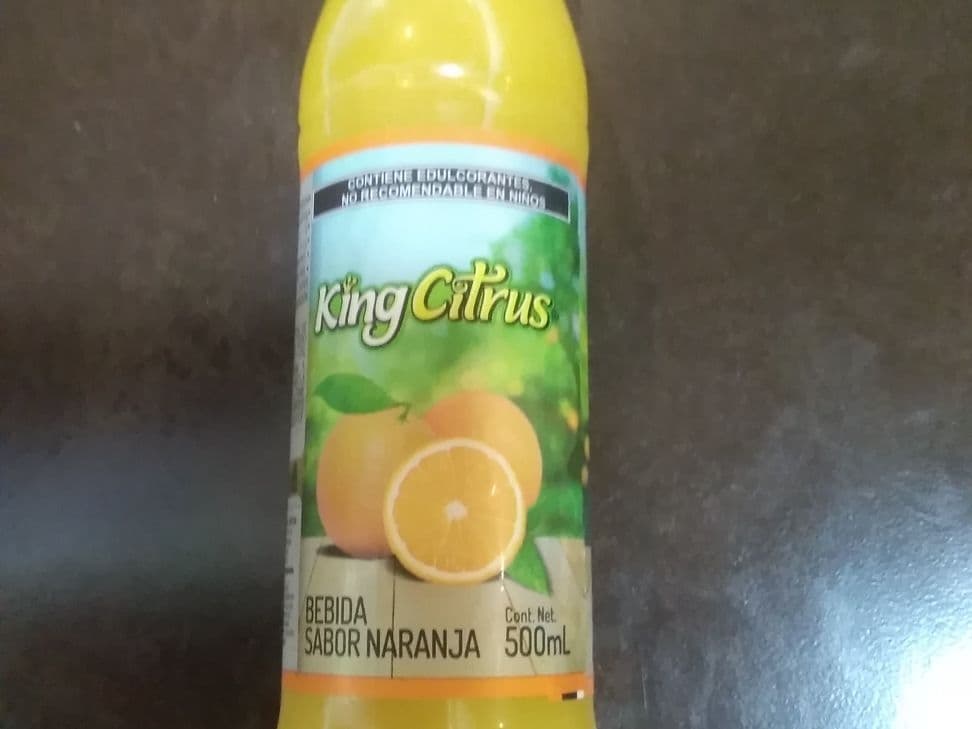 CONTIENE EDULCORANTES,
NO RECOMENDABLE EN NIÑOS
King Citrus
BEBIDA
SABOR NARANJA
Cont. Net.
500mL